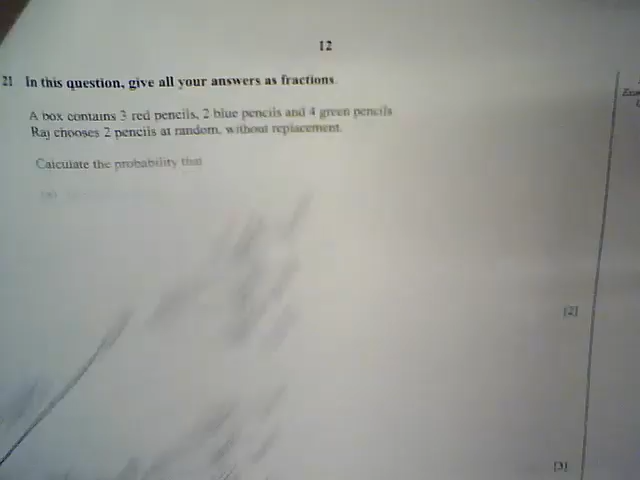 12
21 In this question, give all your answers as fractions.
A box contains 3 red pencils, 2 blue pencils and 4 green pencils
Raj chooses 2 pencils at random, without replacement.
Calculate the probability that
(a)
[2]
[3]